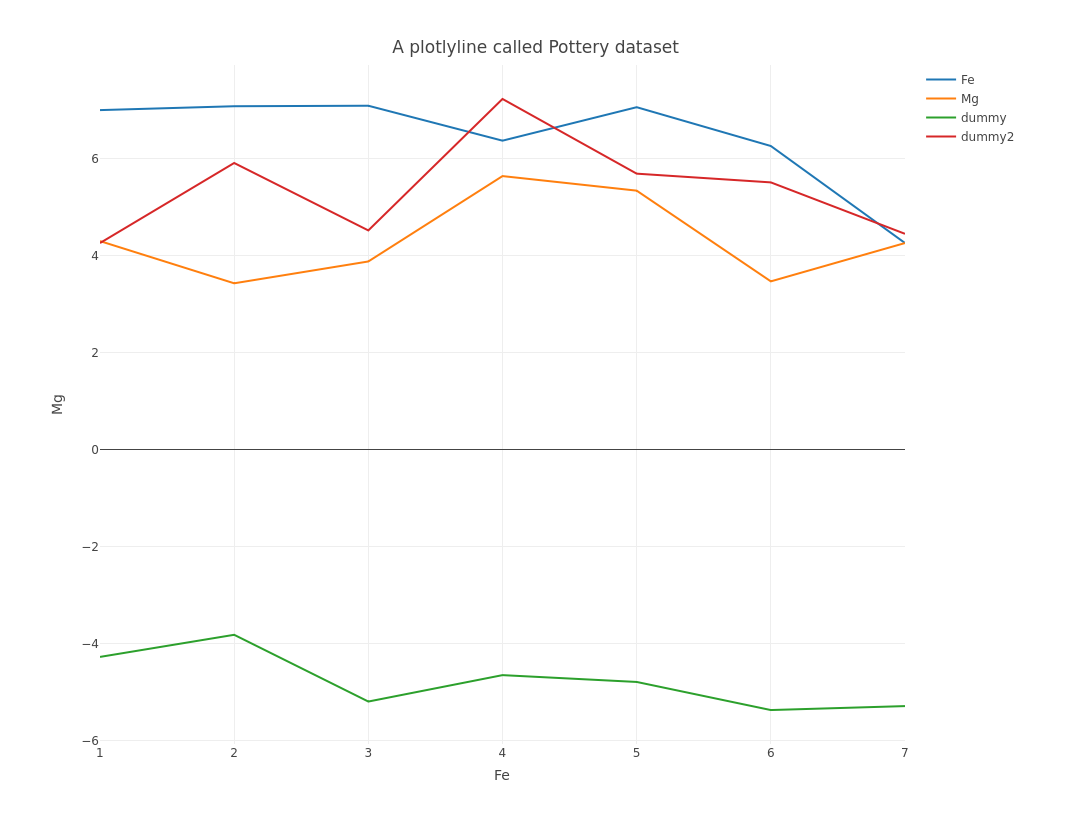 A plotlyline called Pottery dataset
Fe
Mg
dummy
dummy2
6
4
2
0
−2
−4
−6
Mg
1 2 3 4 5 6 7
Fe